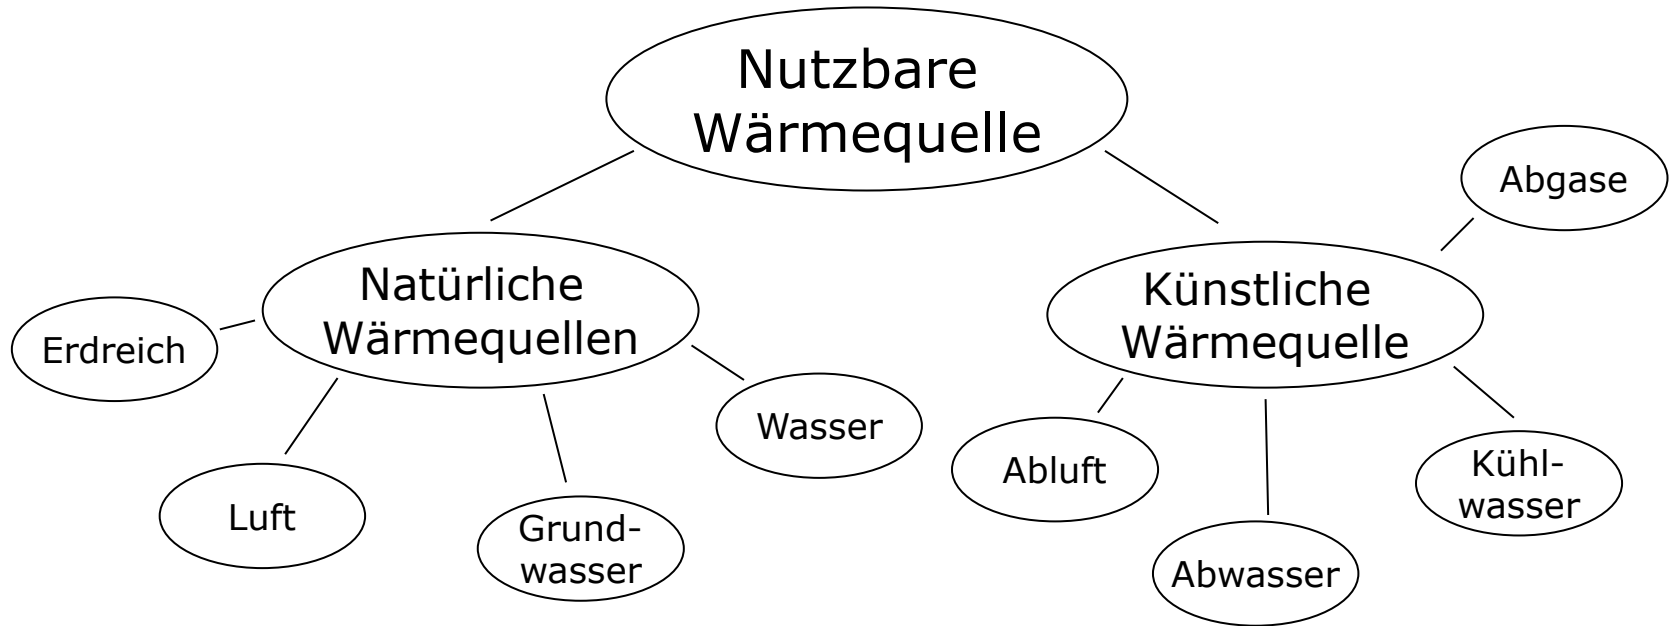 Nutzbare
Wärmequelle
Abgase
Natürliche
Wärmequellen
Künstliche
Wärmequelle
Erdreich
Wasser
Luft
Grund-
wasser
Abluft
Abwasser
Kühl-
wasser